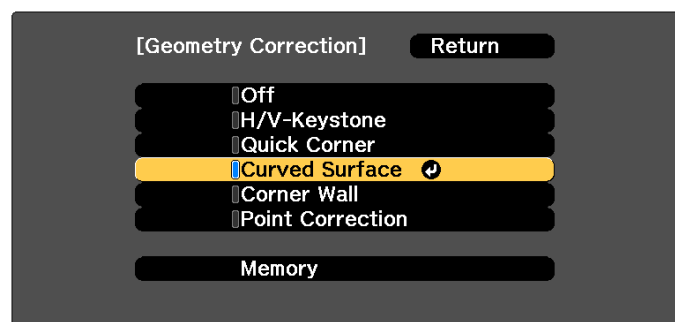 [Geometry Correction] Return
Off
H/V-Keystone
Quick Corner
Curved Surface
Corner Wall
Point Correction
Memory